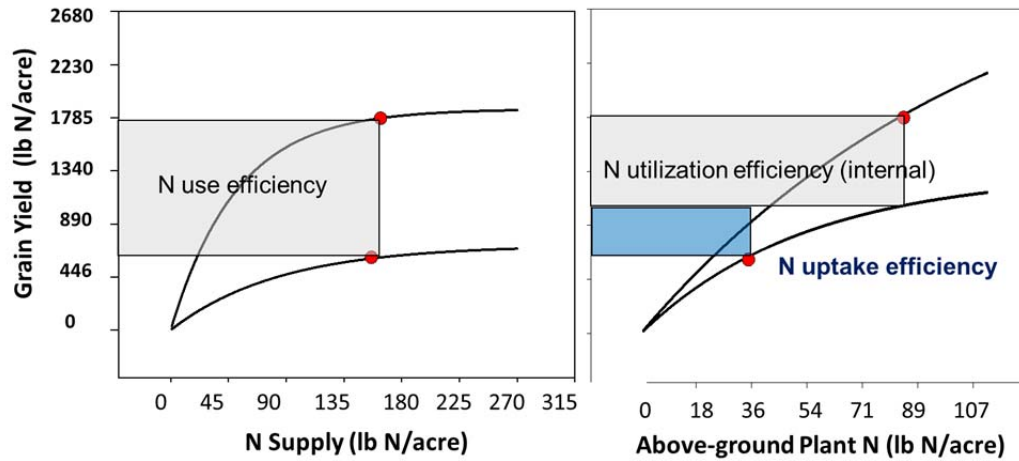 Grain Yield (lb N/acre)
2680
2230
1785
1340
890
446
0
N use efficiency
0 45 90 135 180 225 270 315
N Supply (lb N/acre)
N utilization efficiency (internal)
N uptake efficiency
0 18 36 54 71 89 107
Above-ground Plant N (lb N/acre)